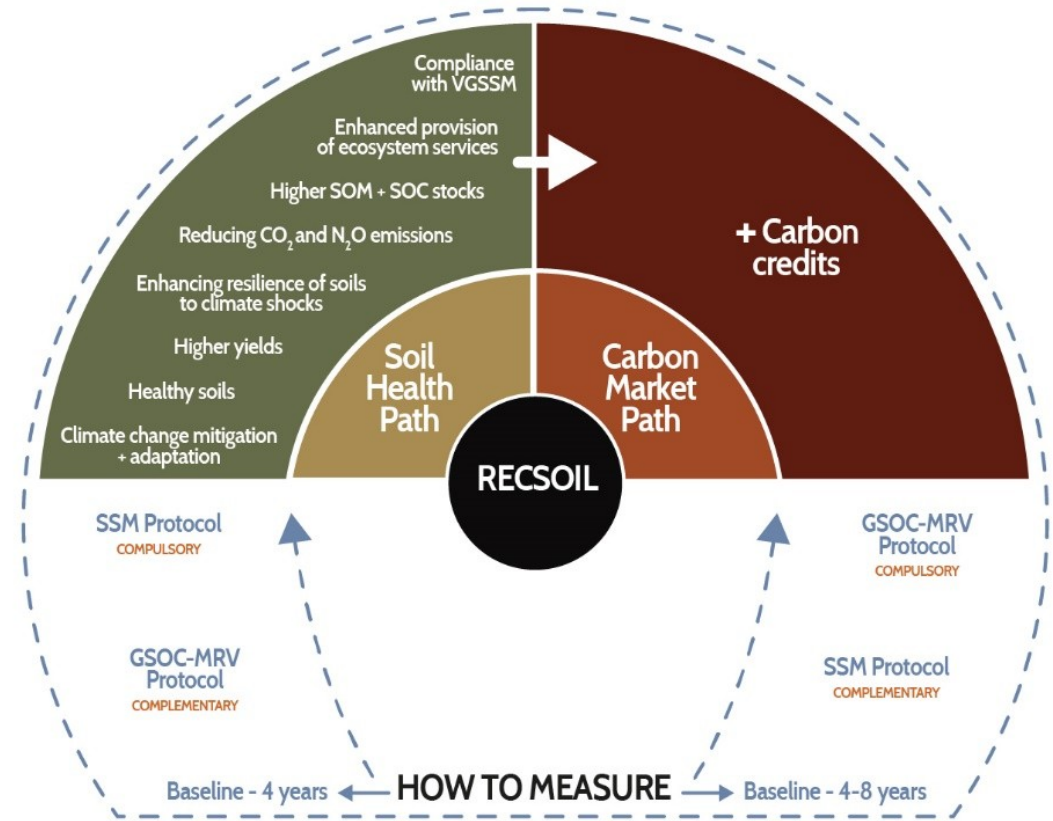 Compliance
with VGSSM
Enhanced provision
of ecosystem services
Higher SOM + SOC stocks
Reducing CO₂ and N₂O emissions
Enhancing resilience of soils
to climate shocks
Higher yields
Healthy soils
Climate change mitigation
+ adaptation
+ Carbon
credits
Soil
Health
Path
Carbon
Market
Path
RECSOIL
SSM Protocol
COMPULSORY
GSOC-MRV
Protocol
COMPLEMENTARY
GSOC-MRV
Protocol
COMPULSORY
SSM Protocol
COMPLEMENTARY
Baseline - 4 years
HOW TO MEASURE
Baseline - 4-8 years